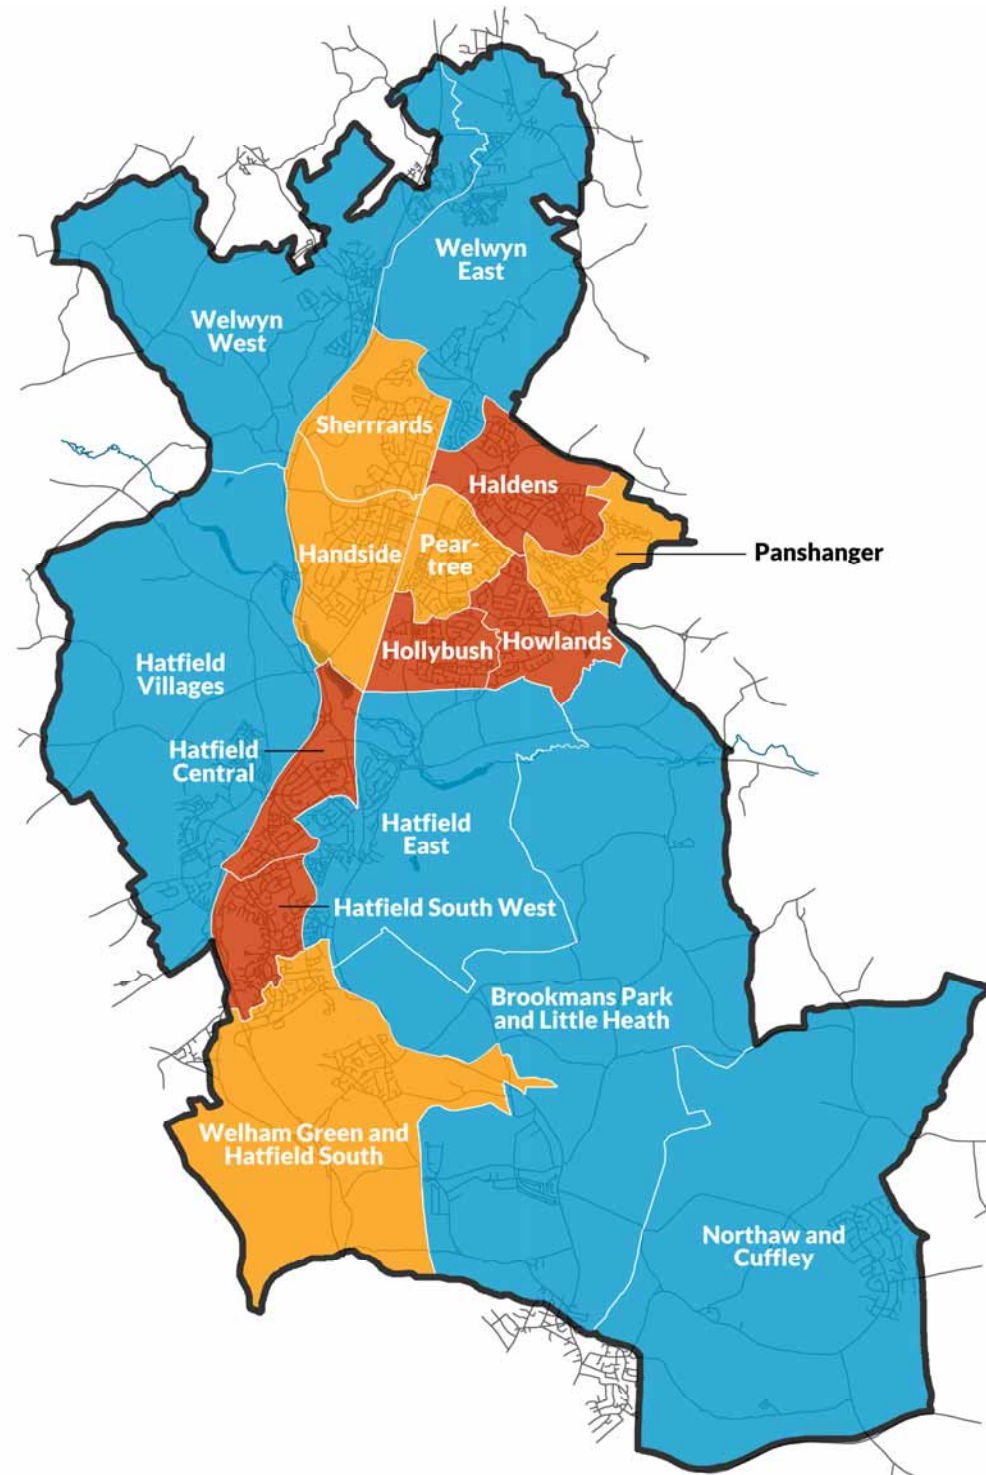 Welwyn
East
Welwyn
West
Sherrrards
Haldens
Handside
Pear-
tree
Panshanger
Hollybush
Howlands
Hatfield
Villages
Hatfield
Central
Hatfield
East
Hatfield South West
Brookmans Park
and Little Heath
Welham Green and
Hatfield South
Northaw and
Cuffley